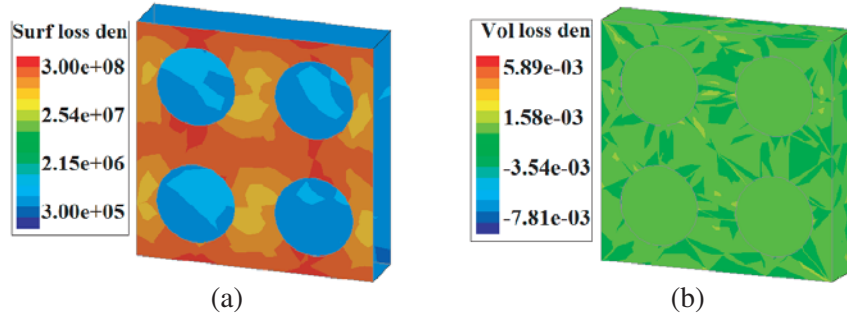 Surf loss den
3.00e+08
2.54e+07
2.15e+06
3.00e+05
(a)
Vol loss den
5.89e-03
1.58e-03
-3.54e-03
-7.81e-03
(b)